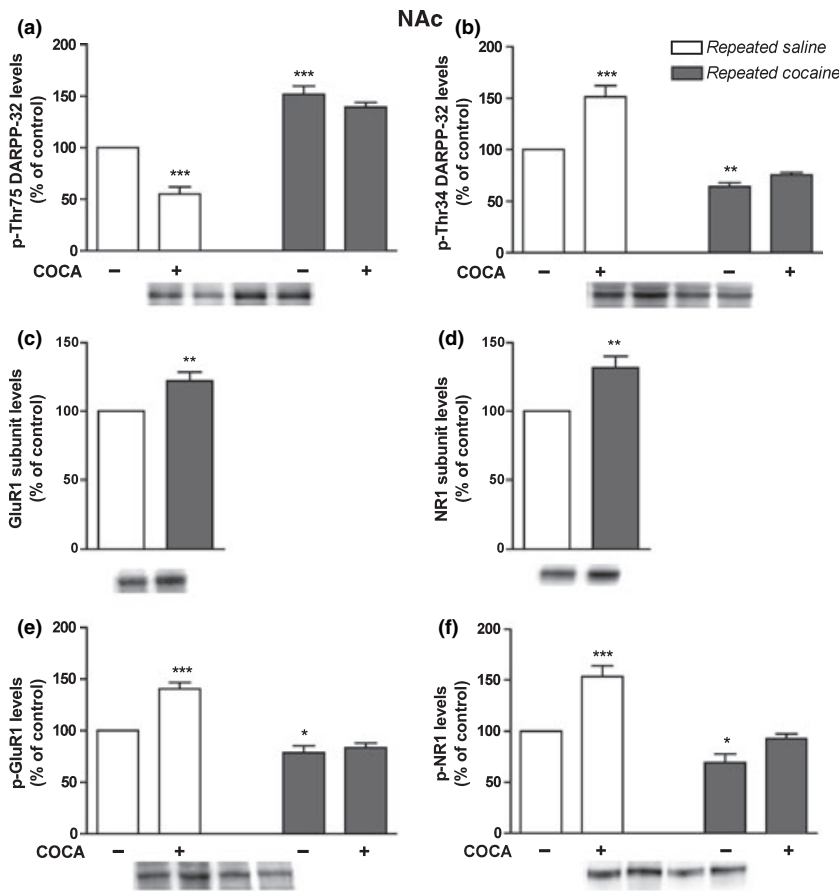 NAc
(a)
p-Thr75 DARPP-32 levels
(% of control)
200
150
100
50
0
***
***
COCA – + – +
(b)
p-Thr34 DARPP-32 levels
(% of control)
200
150
100
50
0
***
**
COCA – + – +
Repeated saline
Repeated cocaine
(c)
GluR1 subunit levels
(% of control)
150
100
50
0
**
(d)
NR1 subunit levels
(% of control)
150
100
50
0
**
(e)
p-GluR1 levels
(% of control)
200
150
100
50
0
***
*
COCA – + – +
(f)
p-NR1 levels
(% of control)
200
150
100
50
0
***
*
COCA – + – +